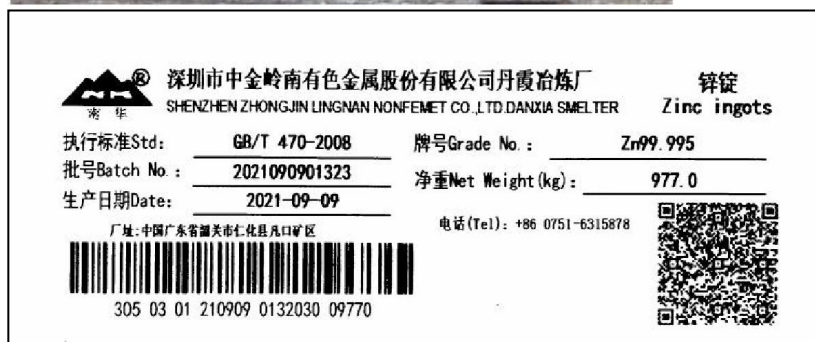 ® 深圳市中金岭南有色金属股份有限公司丹霞冶炼厂 锌锭
南华 SHENZHEN ZHONGJIN LINGNAN NONFEMET CO.,LTD.DANXIA SMELTER Zinc ingots
执行标准Std: GB/T 470-2008 牌号Grade No.: Zn99.995
批号Batch No.: 2021090901323 净重Net Weight(kg): 977.0
生产日期Date: 2021-09-09
厂址:中国广东省韶关市仁化县凡口矿区 电话(Tel): +86 0751-6315878
305 03 01 210909 0132030 09770